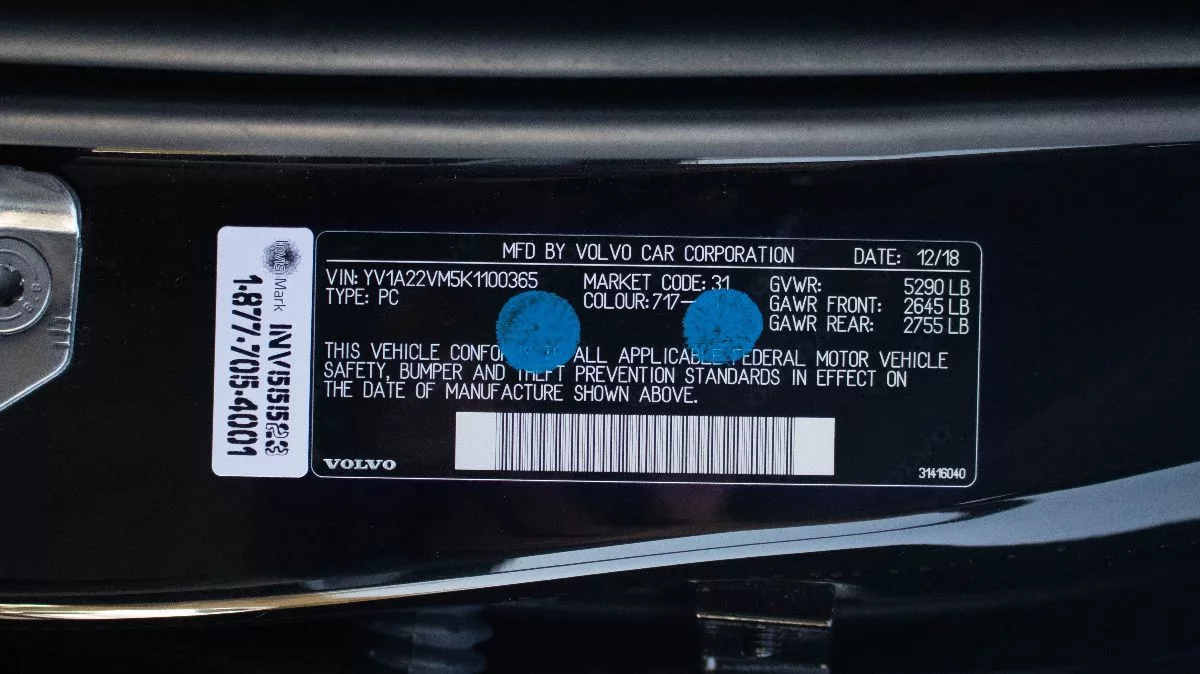 InvisiMark
INV55523
1-877-705-4001
MFD BY VOLVO CAR CORPORATION DATE: 12/18
VIN: YV1A22VM5K1100365 MARKET CODE: 31 GVWR: 5290 LB
TYPE: PC COLOUR: 717— GAWR FRONT: 2645 LB
GAWR REAR: 2755 LB
THIS VEHICLE CONFO TO ALL APPLICABLE FEDERAL MOTOR VEHICLE
SAFETY, BUMPER AND THEFT PREVENTION STANDARDS IN EFFECT ON
THE DATE OF MANUFACTURE SHOWN ABOVE.
VOLVO
31416040